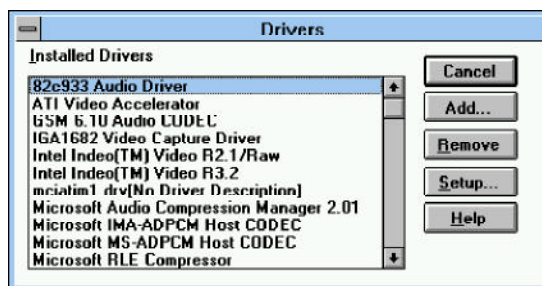 Drivers
Installed Drivers
82c933 Audio Driver
ATI Video Accelerator
GSM 6.10 Audio CODEC
IGA1682 Video Capture Driver
Intel Indeo(TM) Video R2.1/Raw
Intel Indeo(TM) Video R3.2
mciatim1.drv[No Driver Description]
Microsoft Audio Compression Manager 2.01
Microsoft IMA-ADPCM Host CODEC
Microsoft MS-ADPCM Host CODEC
Microsoft RLE Compressor
Cancel
Add...
Remove
Setup...
Help